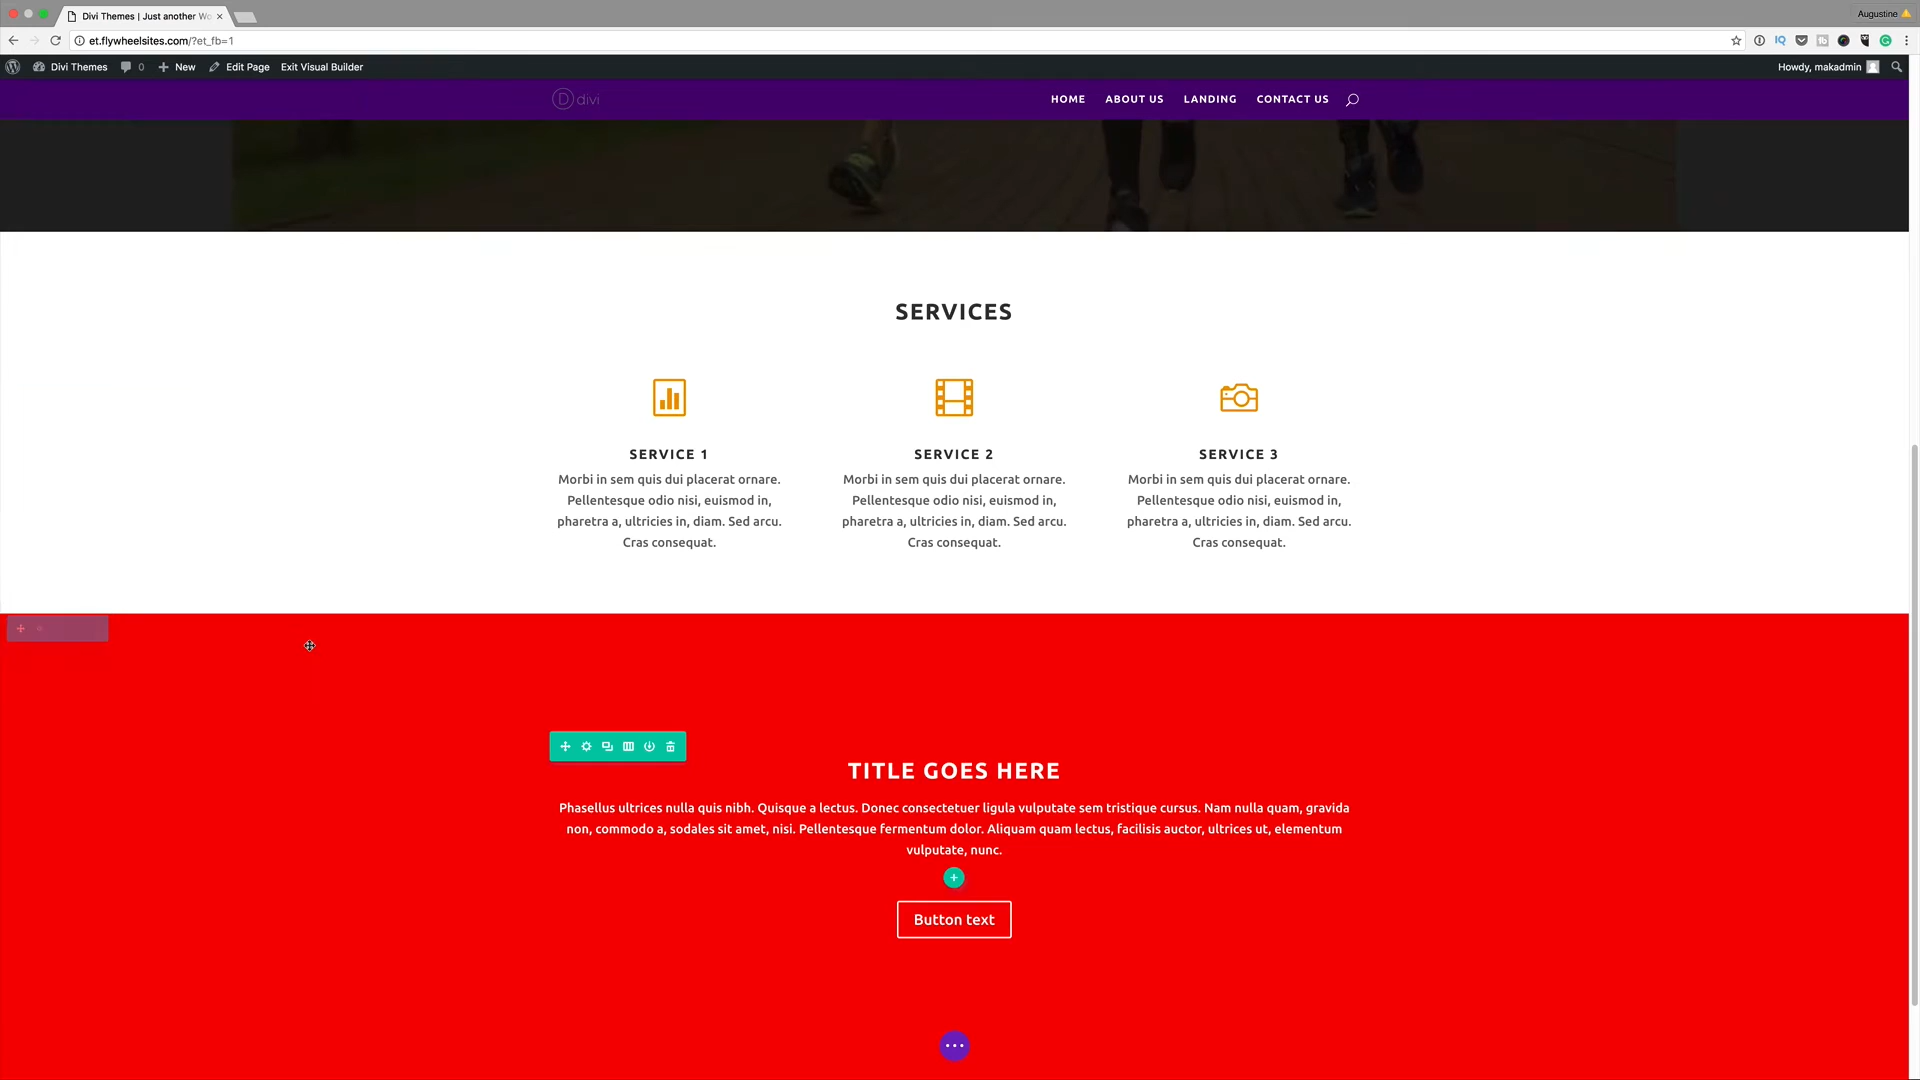 Divi Themes | Just another Wo
Augustine
et.flywheelsites.com/?et_fb=1
Divi Themes 0 New Edit Page Exit Visual Builder Howdy, makadmin
divi HOME ABOUT US LANDING CONTACT US
SERVICES
SERVICE 1
Morbi in sem quis dui placerat ornare.
Pellentesque odio nisi, euismod in,
pharetra a, ultricies in, diam. Sed arcu.
Cras consequat.
SERVICE 2
Morbi in sem quis dui placerat ornare.
Pellentesque odio nisi, euismod in,
pharetra a, ultricies in, diam. Sed arcu.
Cras consequat.
SERVICE 3
Morbi in sem quis dui placerat ornare.
Pellentesque odio nisi, euismod in,
pharetra a, ultricies in, diam. Sed arcu.
Cras consequat.
TITLE GOES HERE
Phasellus ultrices nulla quis nibh. Quisque a lectus. Donec consectetuer ligula vulputate sem tristique cursus. Nam nulla quam, gravida
non, commodo a, sodales sit amet, nisi. Pellentesque fermentum dolor. Aliquam quam lectus, facilisis auctor, ultrices ut, elementum
vulputate, nunc.
Button text